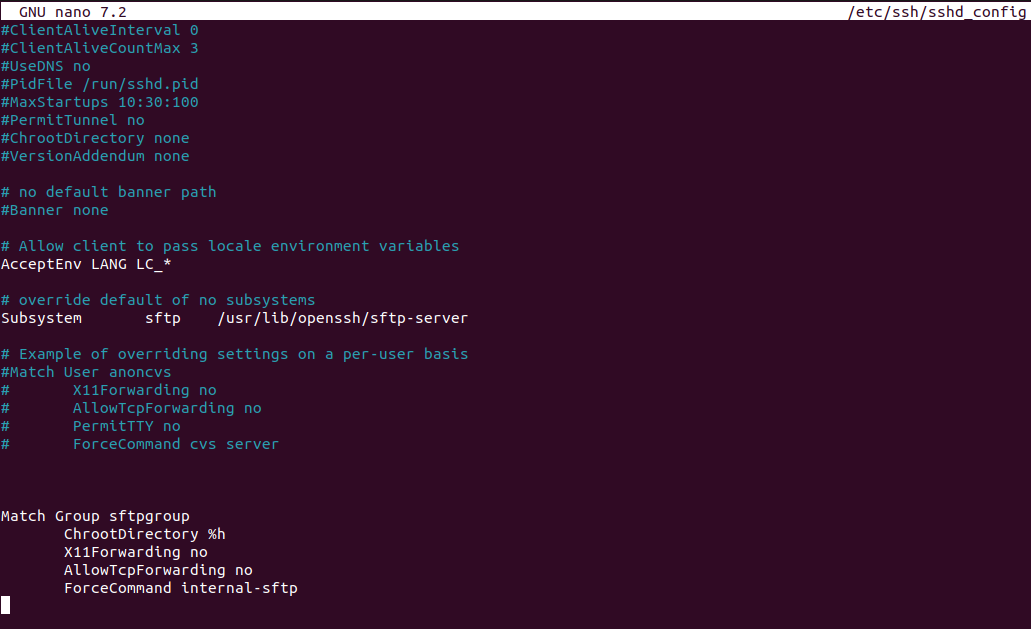 GNU nano 7.2 /etc/ssh/sshd_config
#ClientAliveInterval 0
#ClientAliveCountMax 3
#UseDNS no
#PidFile /run/sshd.pid
#MaxStartups 10:30:100
#PermitTunnel no
#ChrootDirectory none
#VersionAddendum none
# no default banner path
#Banner none
# Allow client to pass locale environment variables
AcceptEnv LANG LC_*
# override default of no subsystems
Subsystem       sftp    /usr/lib/openssh/sftp-server
# Example of overriding settings on a per-user basis
#Match User anoncvs
#       X11Forwarding no
#       AllowTcpForwarding no
#       PermitTTY no
#       ForceCommand cvs server
Match Group sftpgroup
       ChrootDirectory %h
       X11Forwarding no
       AllowTcpForwarding no
       ForceCommand internal-sftp